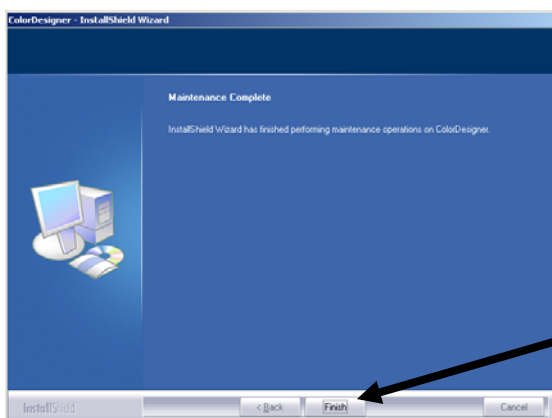 ColorDesigner - InstallShield Wizard
Maintenance Complete
InstallShield Wizard has finished performing maintenance operations on ColorDesigner.
InstallShield
< Back
Finish
Cancel